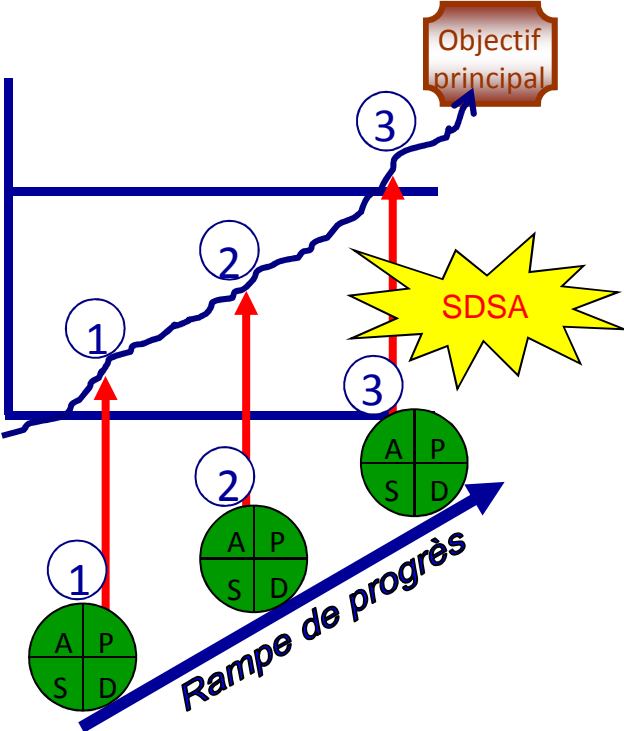 Objectif
principal
3
2
1
SDSA
3
A P
S D
2
A P
S D
1
A P
S D
Rampe de progrès